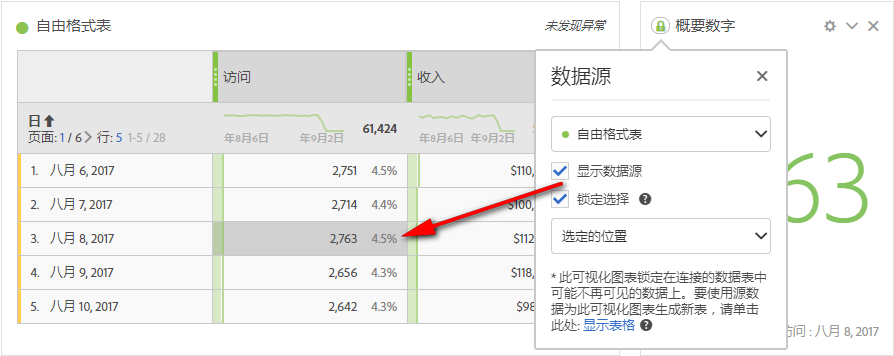 自由格式表
未发现异常
访问
收入
日
页面: 1 / 6 行: 5 1-5 / 28
年8月6日
年9月2日
61,424
年8月6日
年9月2日
1. 八月 6, 2017 2,751 4.5% $110,
2. 八月 7, 2017 2,714 4.4% $100,
3. 八月 8, 2017 2,763 4.5% $112
4. 八月 9, 2017 2,656 4.3% $118,
5. 八月 10, 2017 2,642 4.3% $98
概要数字
数据源
自由格式表
显示数据源
锁定选择
选定的位置
* 此可视化图表锁定在连接的数据表中
可能不再可见的数据上。要使用源数
据为此可视化图表生成新表，请单击
此处: 显示表格
63
访问 : 八月 8, 2017